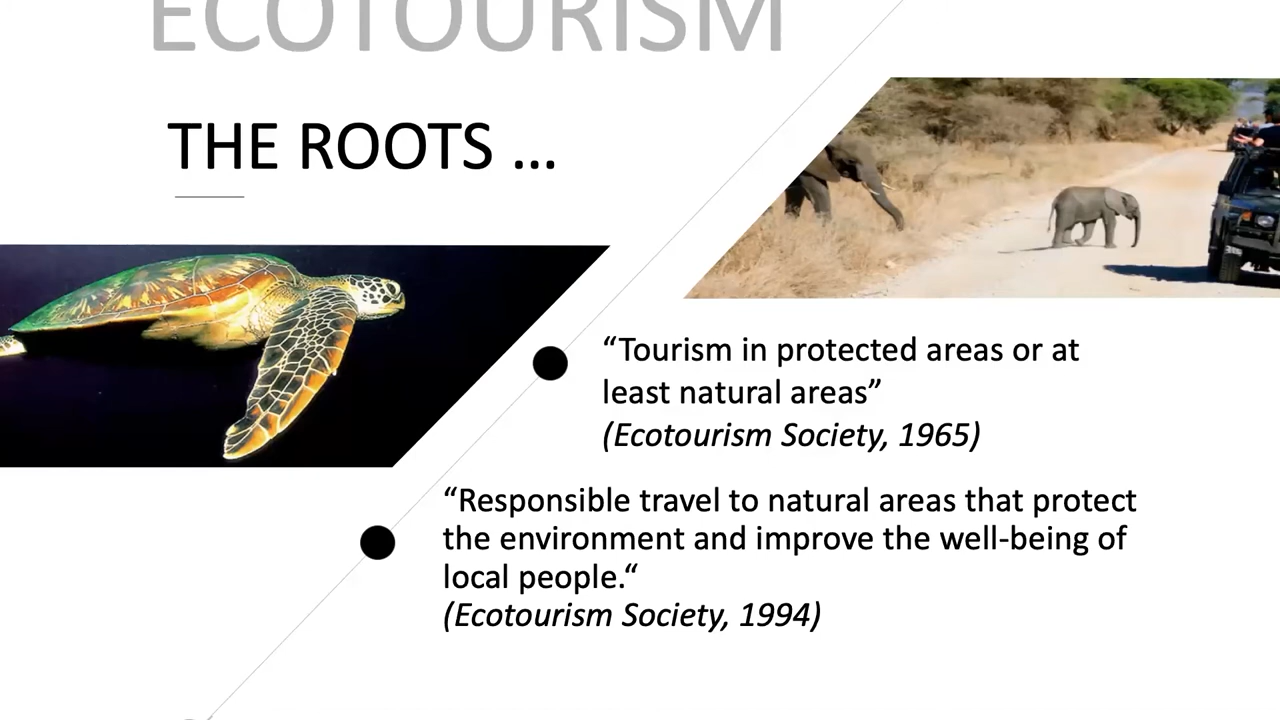 ECOTOURISM
THE ROOTS ...
“Tourism in protected areas or at
least natural areas”
(Ecotourism Society, 1965)
“Responsible travel to natural areas that protect
the environment and improve the well-being of
local people.“
(Ecotourism Society, 1994)